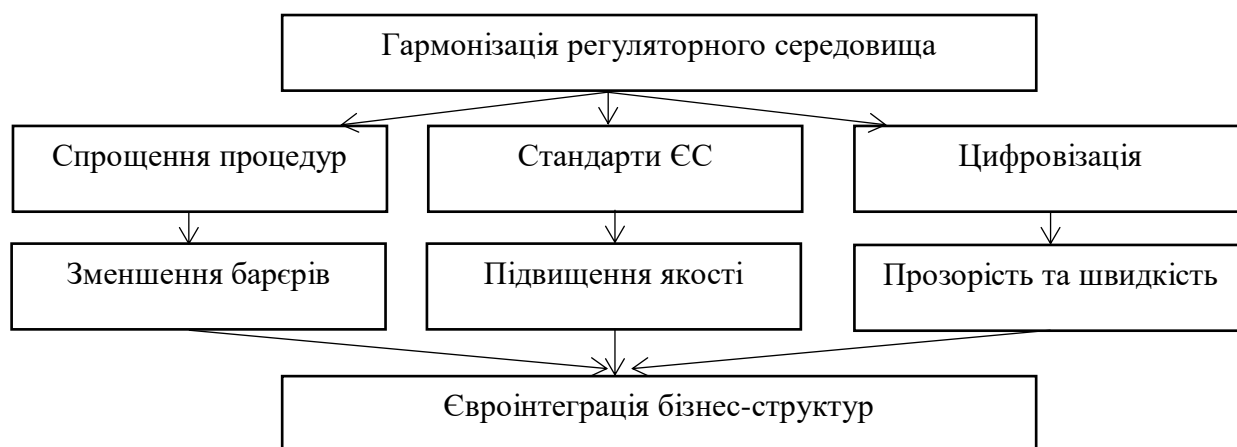 Гармонізація регуляторного середовища
Спрощення процедур
Стандарти ЄС
Цифровізація
Зменшення барєрів
Підвищення якості
Прозорість та швидкість
Євроінтеграція бізнес-структур